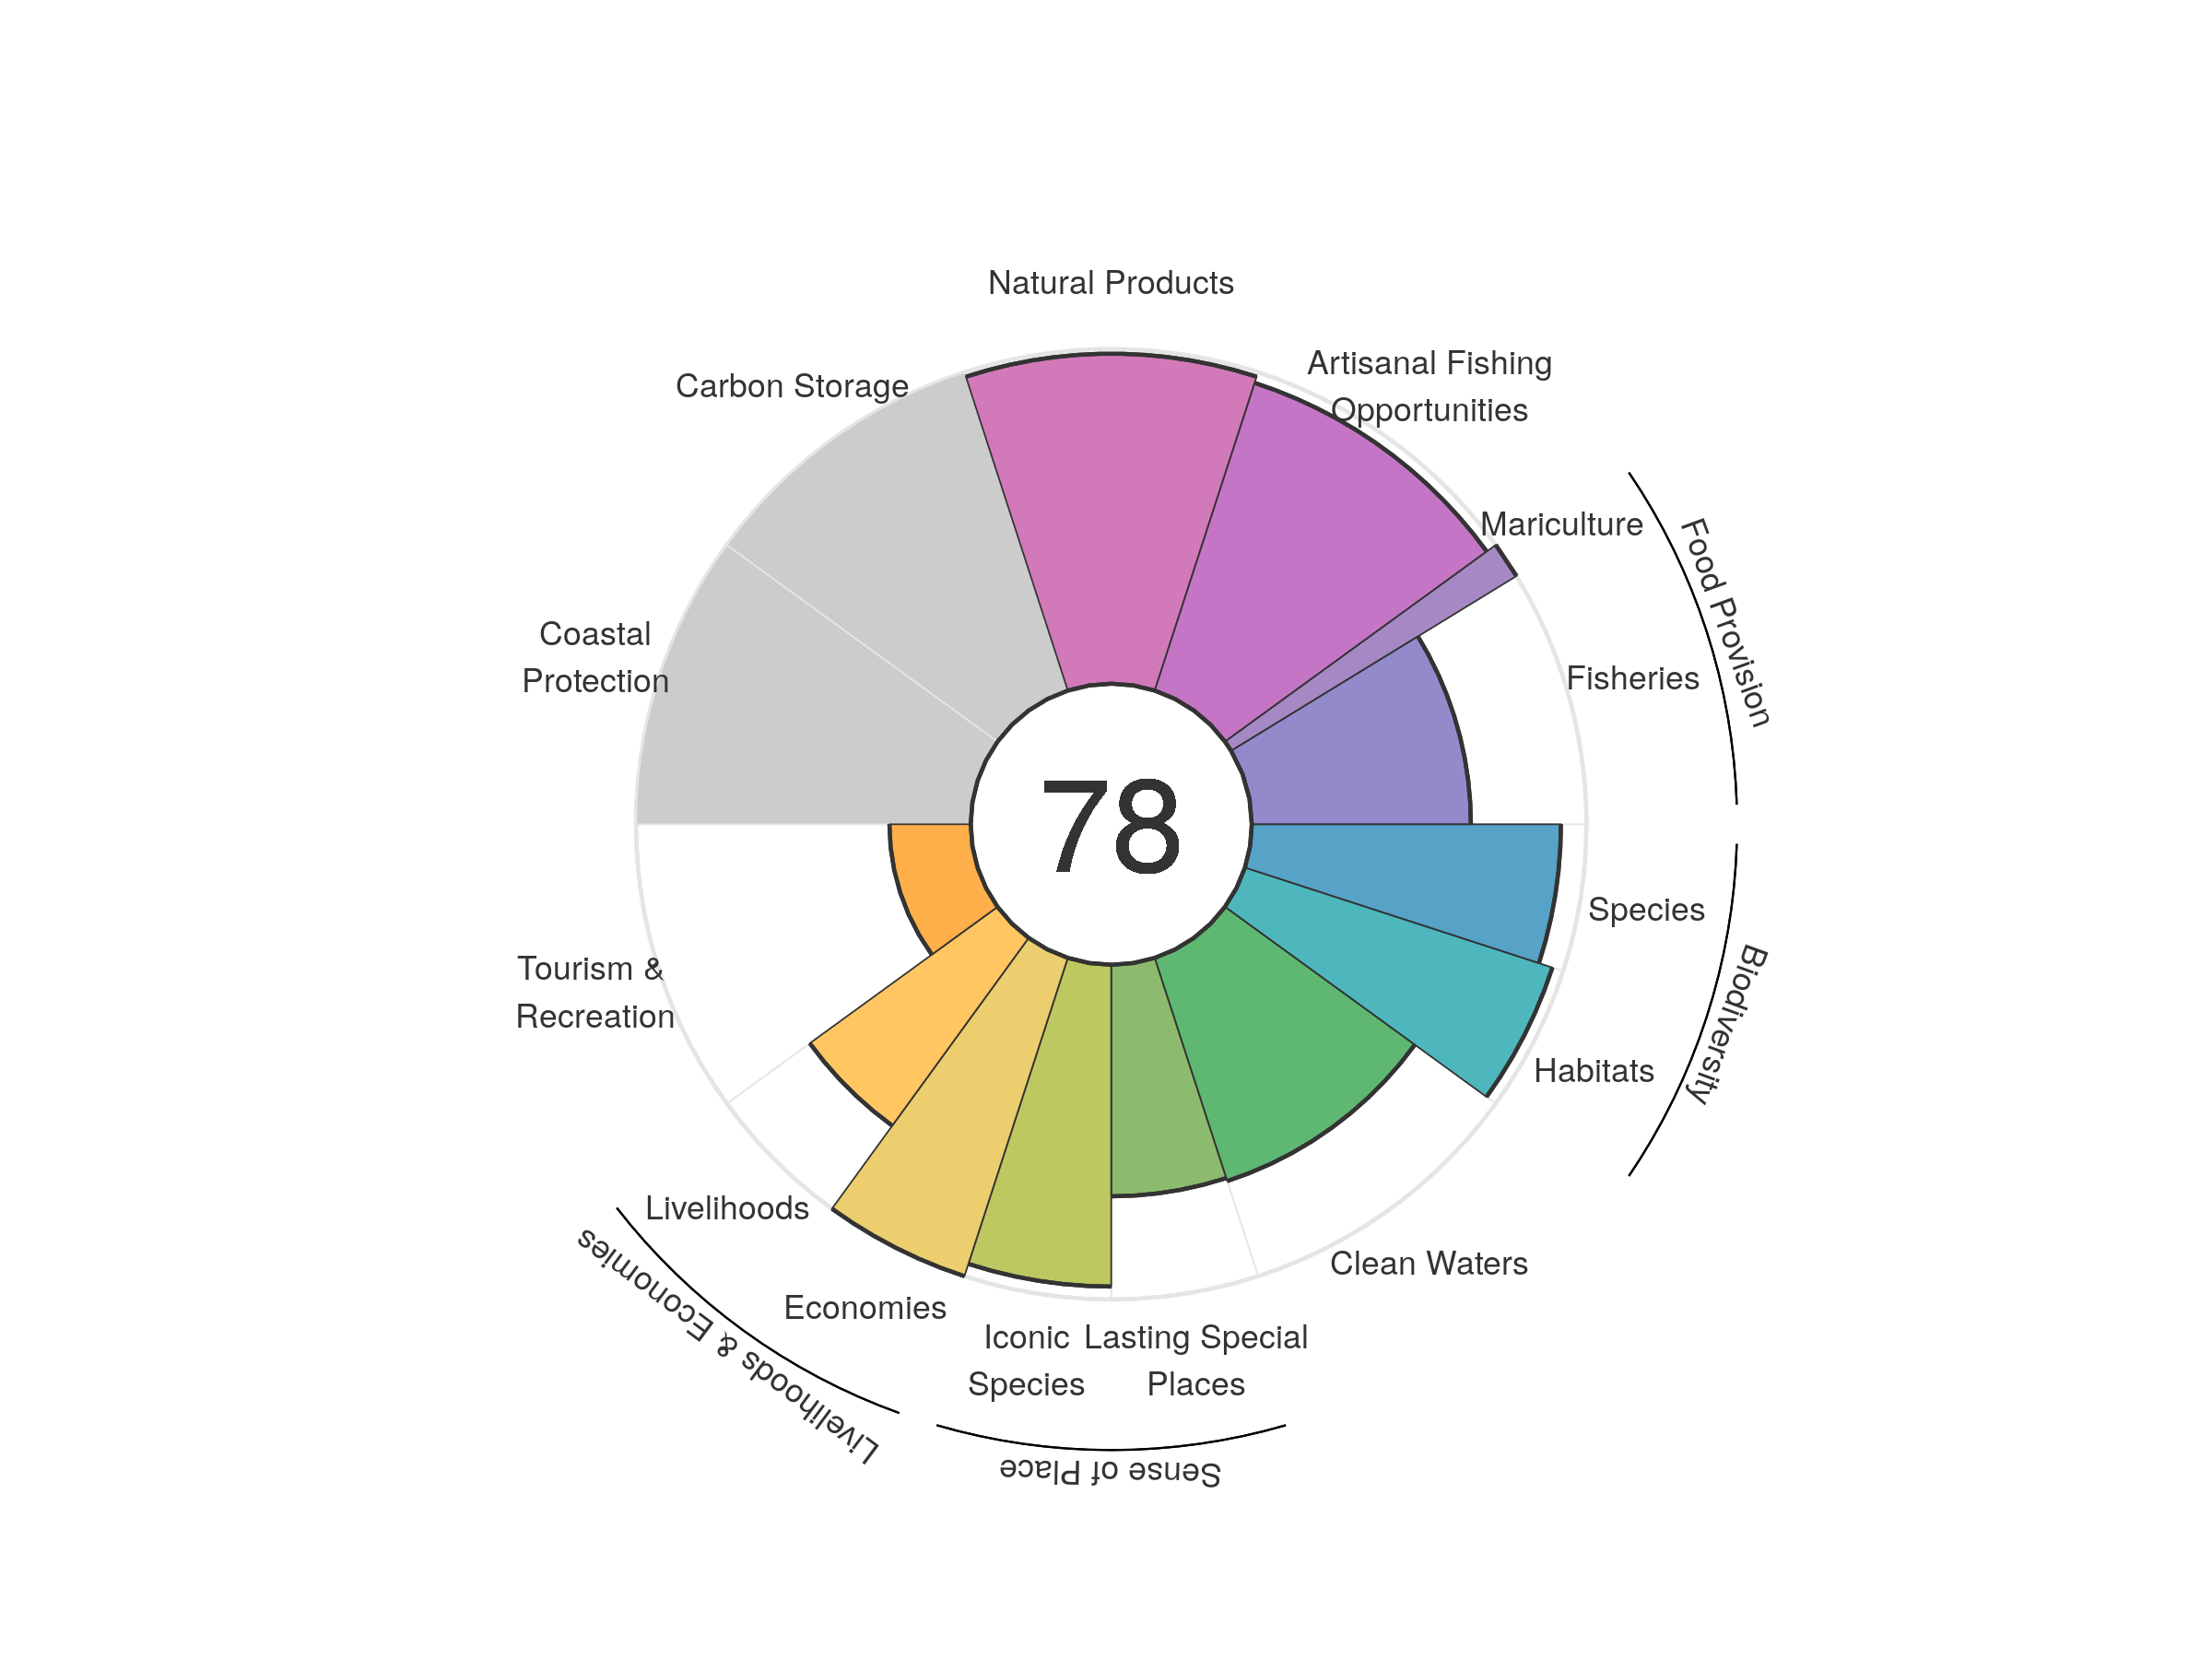 Natural Products
Artisanal Fishing
Opportunities
Carbon Storage
Mariculture
Food Provision
Coastal
Protection
Fisheries
78
Species
Biodiversity
Tourism &
Recreation
Habitats
Livelihoods
Livelihoods & Economies
Clean Waters
Economies
Iconic
Species
Lasting Special
Places
Sense of Place